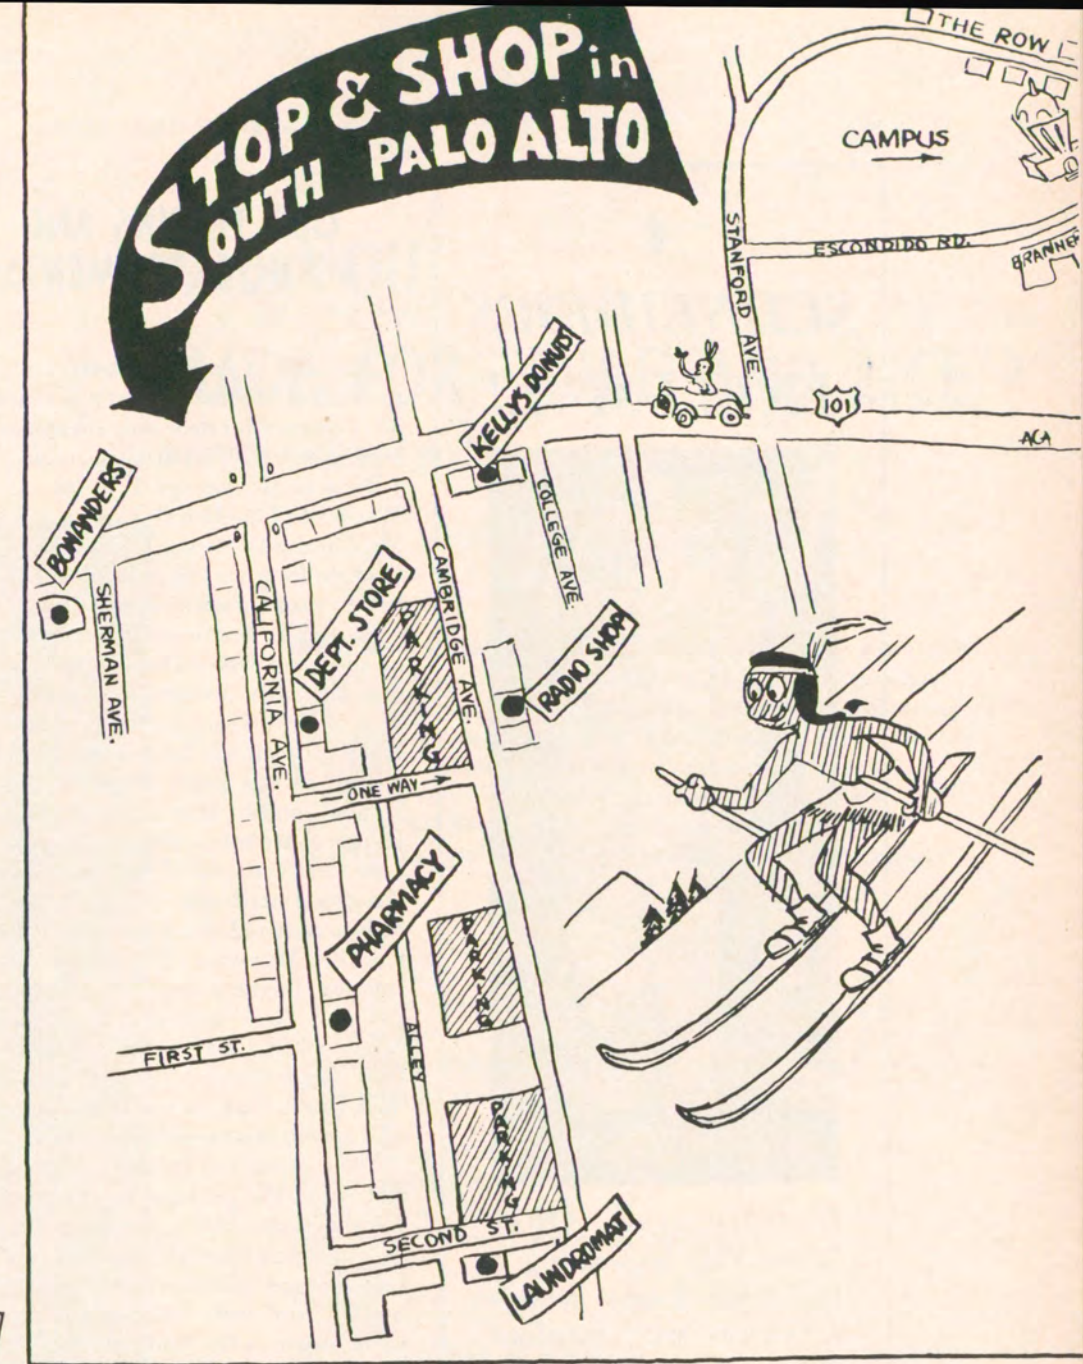 STOP & SHOP in
SOUTH PALO ALTO
THE ROW
CAMPUS
STANFORD AVE.
ESCONDIDO RD.
BRANNER
101
KELLYS DONUTS
BONANDERS
SHERMAN AVE.
CALIFORNIA AVE.
DEPT. STORE
PARKING
CAMBRIDGE AVE.
COLLEGE AVE.
RADIO SHOP
ONE WAY
PHARMACY
PARKING
ALLEY
FIRST ST.
PARKING
SECOND ST.
LAUNDROMAT